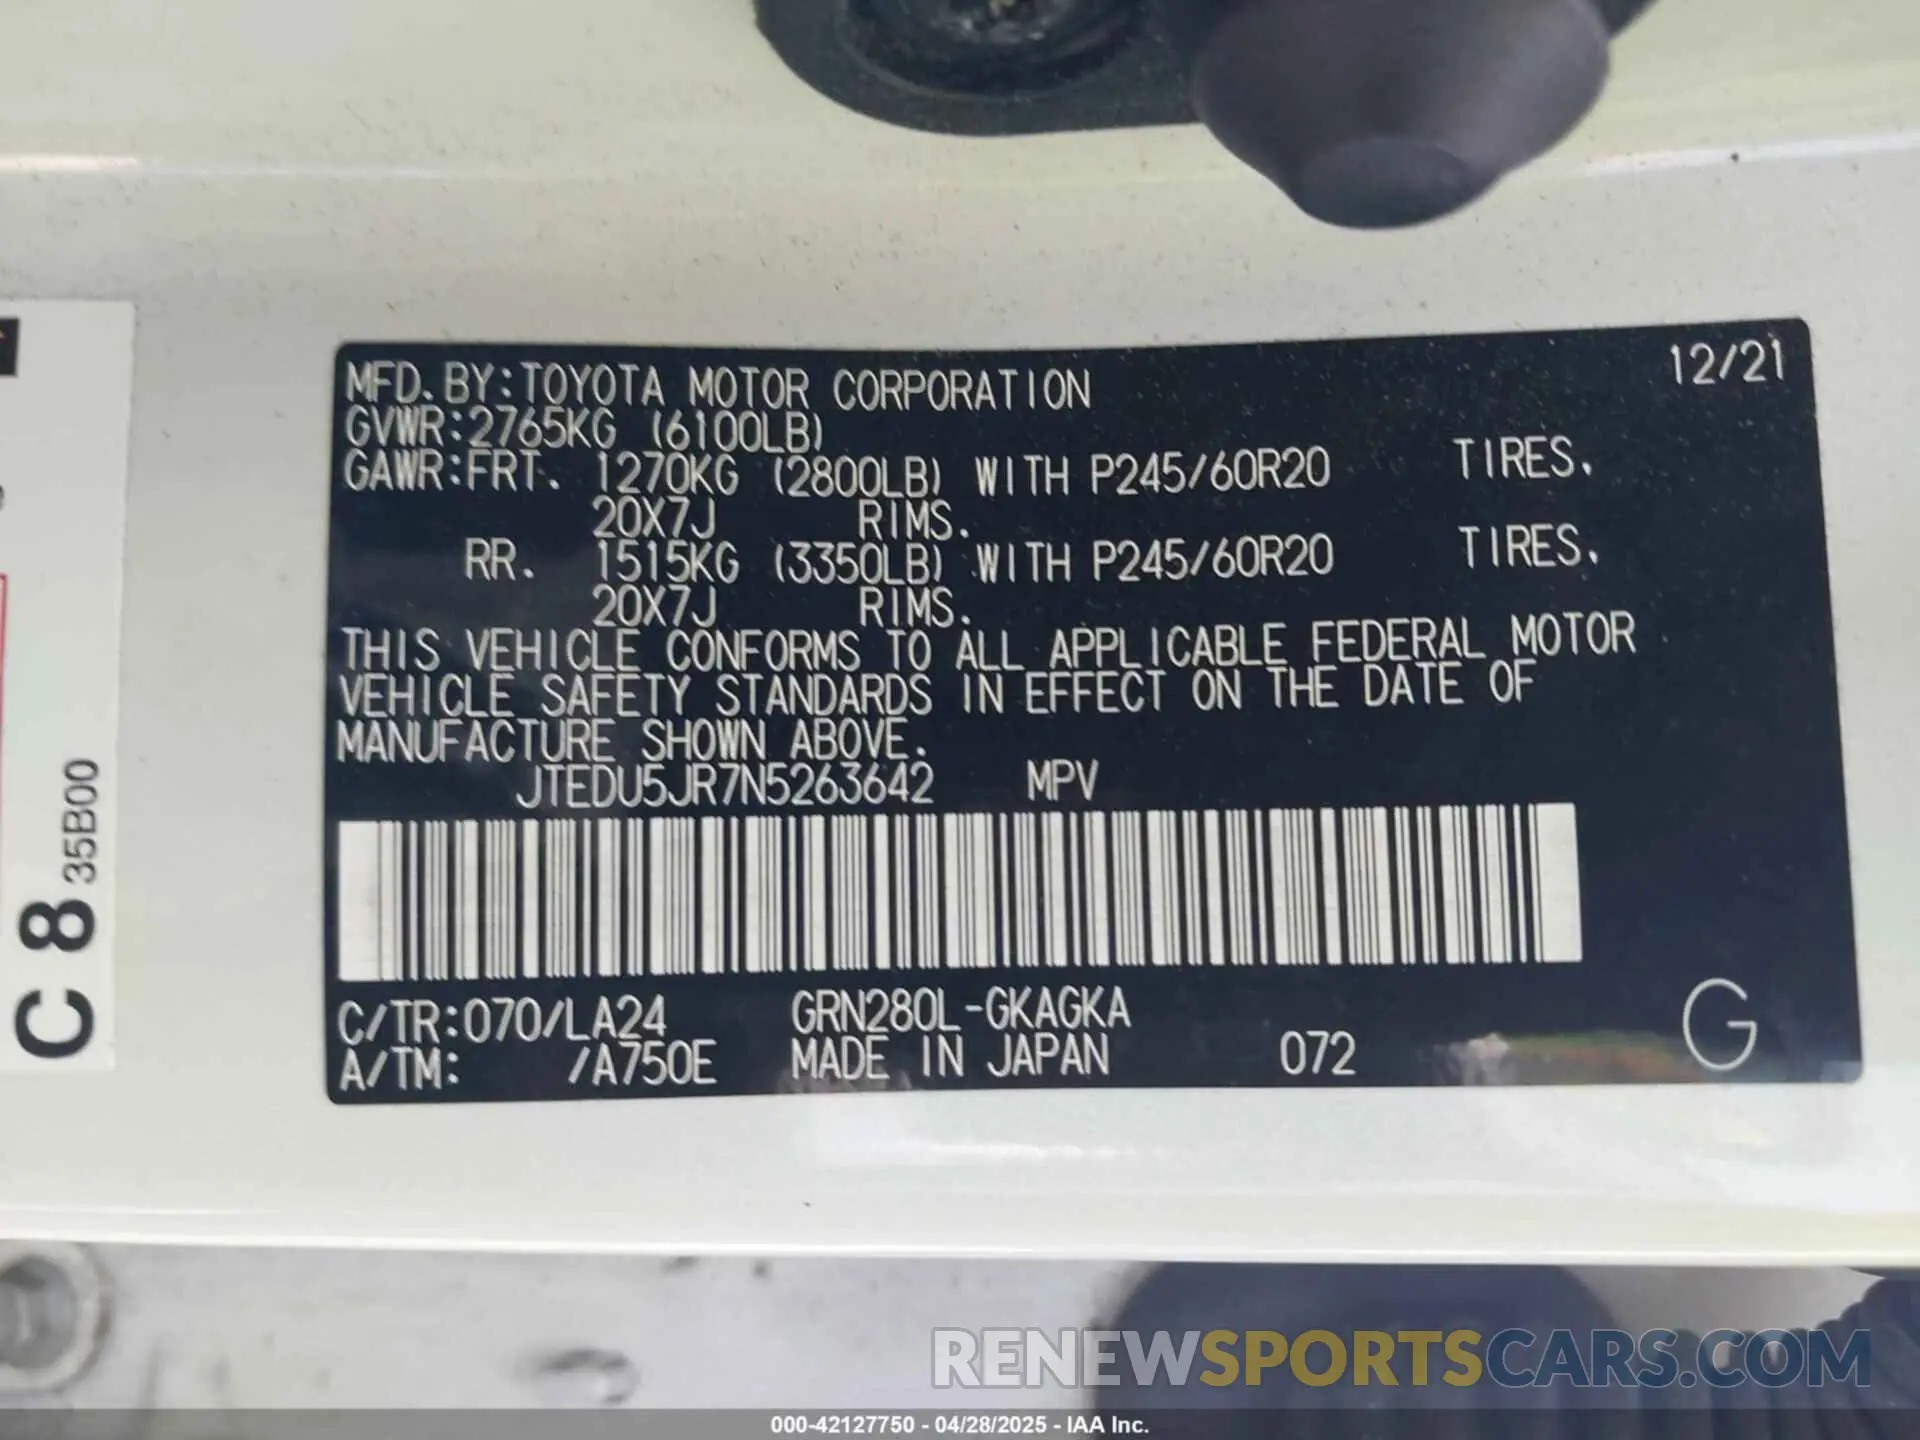 MFD. BY:TOYOTA MOTOR CORPORATION 12/21
GVWR:2765KG (6100LB)
GAWR:FRT. 1270KG (2800LB) WITH P245/60R20 TIRES.
20X7J RIMS.
RR. 1515KG (3350LB) WITH P245/60R20 TIRES.
20X7J RIMS.
THIS VEHICLE CONFORMS TO ALL APPLICABLE FEDERAL MOTOR
VEHICLE SAFETY STANDARDS IN EFFECT ON THE DATE OF
MANUFACTURE SHOWN ABOVE.
JTEDU5JR7N5263642 MPV
C/TR:070/LA24 GRN280L-GKAGKA
A/TM: /A750E MADE IN JAPAN 072 G
C 8 35B00
RENEWSPORTSCARS.COM
000-42127750 - 04/28/2025 - IAA Inc.